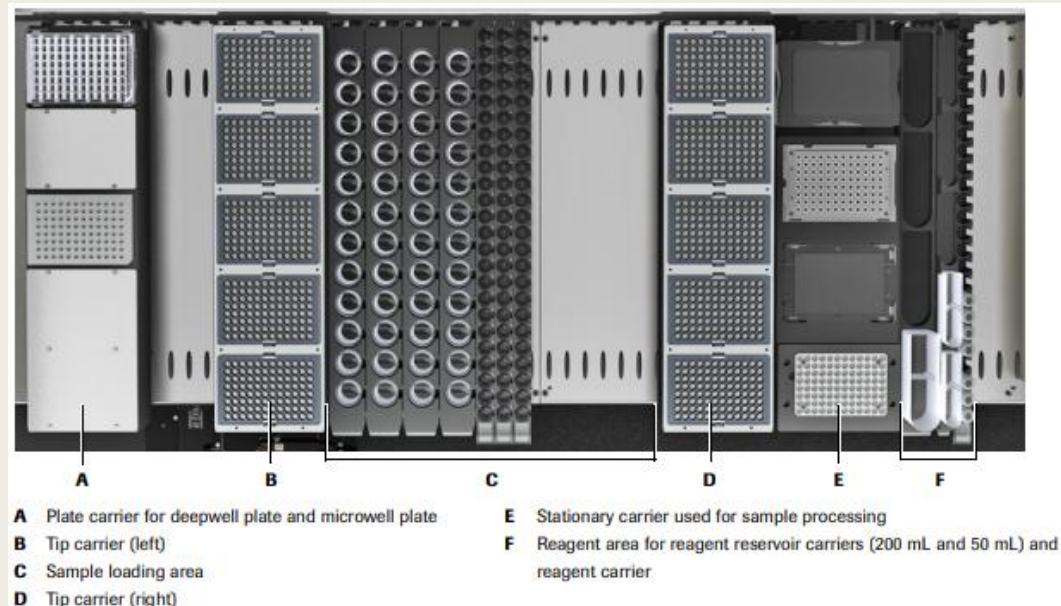 A B C D E F
A Plate carrier for deepwell plate and microwell plate
B Tip carrier (left)
C Sample loading area
D Tip carrier (right)
E Stationary carrier used for sample processing
F Reagent area for reagent reservoir carriers (200 mL and 50 mL) and
reagent carrier